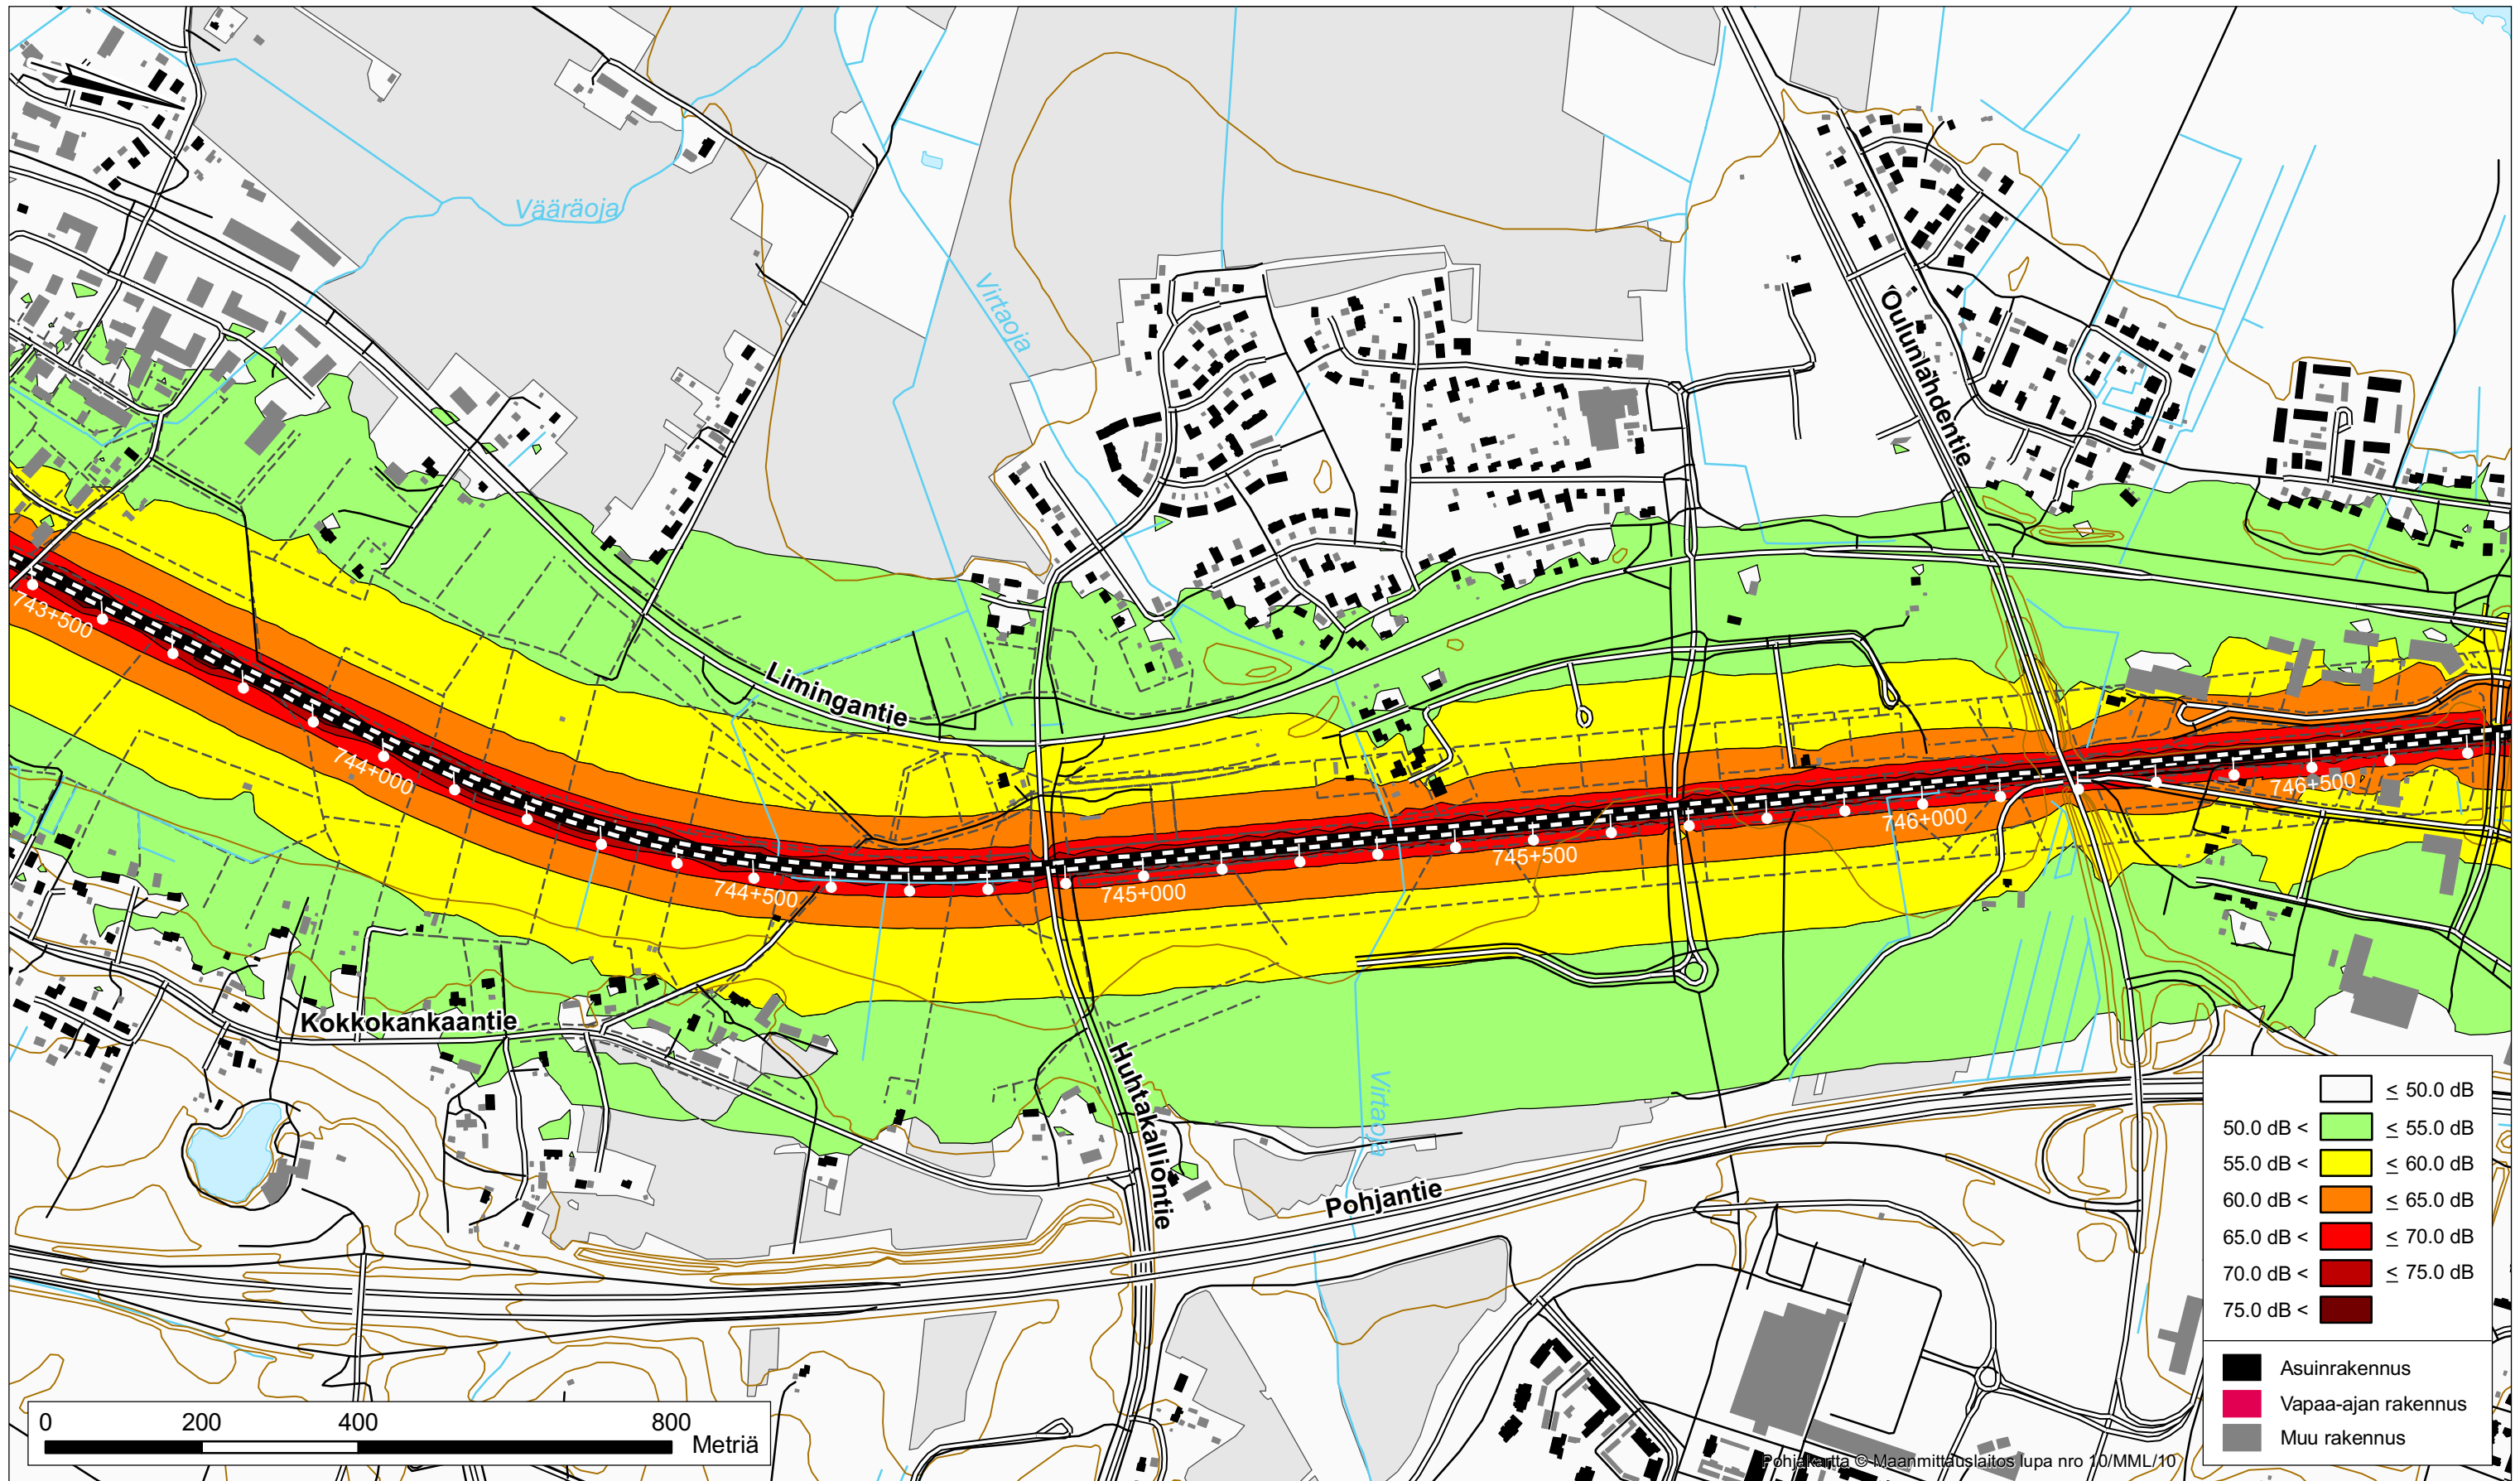 Vääräoja
Virtaoja
Oulunlahdentie
743+500
Limingantie
744+000
746+500
746+000
745+500
744+500
745+000
Kokkokankaantie
Huhtakalliontie
Virtaoja
Pohjantie
≤ 50.0 dB
50.0 dB < ≤ 55.0 dB
55.0 dB < ≤ 60.0 dB
60.0 dB < ≤ 65.0 dB
65.0 dB < ≤ 70.0 dB
70.0 dB < ≤ 75.0 dB
75.0 dB <
Asuinrakennus
Vapaa-ajan rakennus
Muu rakennus
0 200 400 800
Metriä
Pohjakartta © Maanmittauslaitos lupa nro 10/MML/10